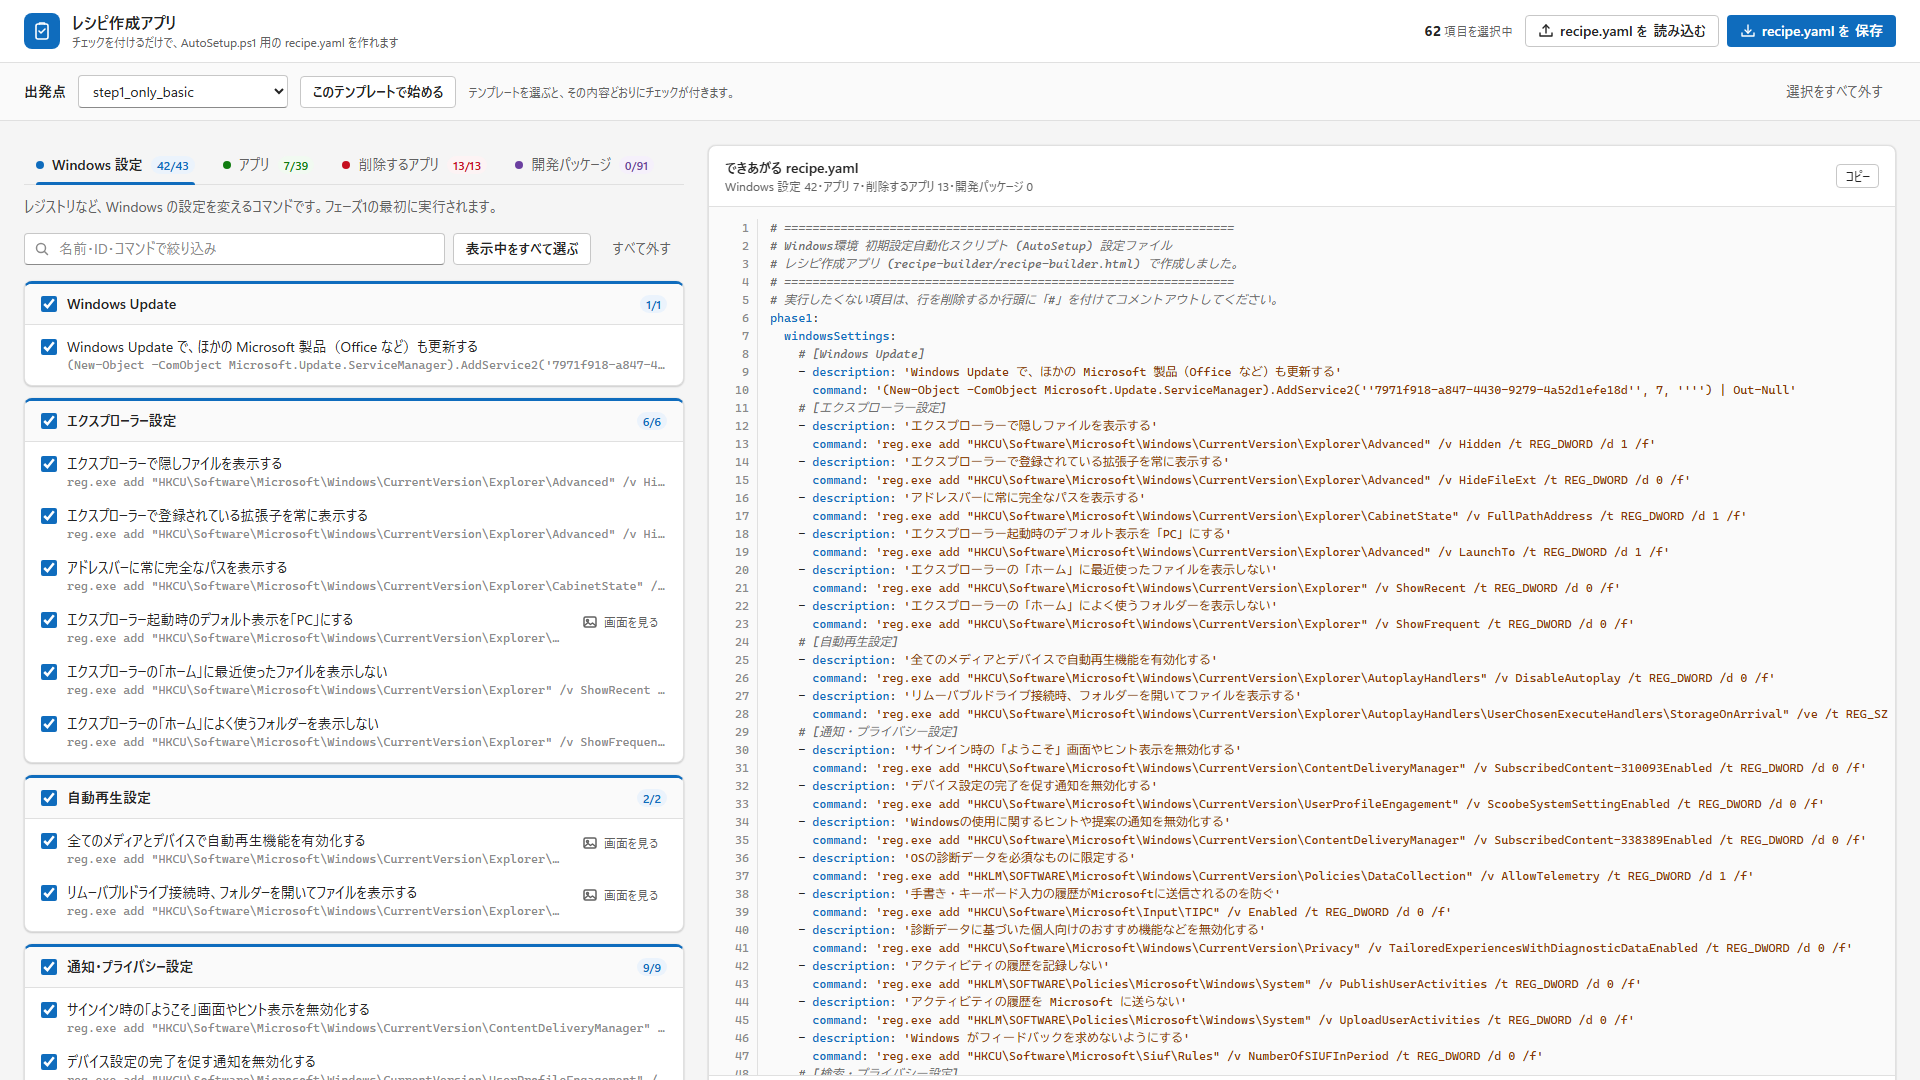 レシピ作成アプリ
チェックを付けるだけで、AutoSetup.ps1 用の recipe.yaml を作れます
62 項目を選択中
recipe.yaml を 読み込む
recipe.yaml を 保存
出発点
step1_only_basic
このテンプレートで始める
テンプレートを選ぶと、その内容どおりにチェックが付きます。
選択をすべて外す
Windows 設定 42/43
アプリ 7/39
削除するアプリ 13/13
開発パッケージ 0/91
レジストリなど、Windows の設定を変えるコマンドです。フェーズ1の最初に実行されます。
名前・ID・コマンドで絞り込み
表示中をすべて選ぶ
すべて外す
Windows Update 1/1
Windows Update で、ほかの Microsoft 製品（Office など）も更新する
(New-Object -ComObject Microsoft.Update.ServiceManager).AddService2('7971f918-a847-4…
エクスプローラー設定 6/6
エクスプローラーで隠しファイルを表示する
reg.exe add "HKCU\Software\Microsoft\Windows\CurrentVersion\Explorer\Advanced" /v Hi…
エクスプローラーで登録されている拡張子を常に表示する
reg.exe add "HKCU\Software\Microsoft\Windows\CurrentVersion\Explorer\Advanced" /v Hi…
アドレスバーに常に完全なパスを表示する
reg.exe add "HKCU\Software\Microsoft\Windows\CurrentVersion\Explorer\CabinetState" /…
エクスプローラー起動時のデフォルト表示を「PC」にする
reg.exe add "HKCU\Software\Microsoft\Windows\CurrentVersion\Explorer\…
画面を見る
エクスプローラーの「ホーム」に最近使ったファイルを表示しない
reg.exe add "HKCU\Software\Microsoft\Windows\CurrentVersion\Explorer" /v ShowRecent …
エクスプローラーの「ホーム」によく使うフォルダーを表示しない
reg.exe add "HKCU\Software\Microsoft\Windows\CurrentVersion\Explorer" /v ShowFrequen…
自動再生設定 2/2
全てのメディアとデバイスで自動再生機能を有効化する
reg.exe add "HKCU\Software\Microsoft\Windows\CurrentVersion\Explorer\…
画面を見る
リムーバブルドライブ接続時、フォルダーを開いてファイルを表示する
reg.exe add "HKCU\Software\Microsoft\Windows\CurrentVersion\Explorer\…
画面を見る
通知・プライバシー設定 9/9
サインイン時の「ようこそ」画面やヒント表示を無効化する
reg.exe add "HKCU\Software\Microsoft\Windows\CurrentVersion\ContentDeliveryManager" …
デバイス設定の完了を促す通知を無効化する
reg.exe add "HKCU\Software\Microsoft\Windows\CurrentVersion\UserProfileEngagement" /…
できあがる recipe.yaml
Windows 設定 42・アプリ 7・削除するアプリ 13・開発パッケージ 0
コピー
1 # ================================================================
2 # Windows環境 初期設定自動化スクリプト (AutoSetup) 設定ファイル
3 # レシピ作成アプリ (recipe-builder/recipe-builder.html) で作成しました。
4 # ================================================================
5 # 実行したくない項目は、行を削除するか行頭に「#」を付けてコメントアウトしてください。
6 phase1:
7 windowsSettings:
8 # [Windows Update]
9 - description: 'Windows Update で、ほかの Microsoft 製品（Office など）も更新する'
10 command: '(New-Object -ComObject Microsoft.Update.ServiceManager).AddService2(''7971f918-a847-4430-9279-4a52d1efe18d'', 7, '''') | Out-Null'
11 # [エクスプローラー設定]
12 - description: 'エクスプローラーで隠しファイルを表示する'
13 command: 'reg.exe add "HKCU\Software\Microsoft\Windows\CurrentVersion\Explorer\Advanced" /v Hidden /t REG_DWORD /d 1 /f'
14 - description: 'エクスプローラーで登録されている拡張子を常に表示する'
15 command: 'reg.exe add "HKCU\Software\Microsoft\Windows\CurrentVersion\Explorer\Advanced" /v HideFileExt /t REG_DWORD /d 0 /f'
16 - description: 'アドレスバーに常に完全なパスを表示する'
17 command: 'reg.exe add "HKCU\Software\Microsoft\Windows\CurrentVersion\Explorer\CabinetState" /v FullPathAddress /t REG_DWORD /d 1 /f'
18 - description: 'エクスプローラー起動時のデフォルト表示を「PC」にする'
19 command: 'reg.exe add "HKCU\Software\Microsoft\Windows\CurrentVersion\Explorer\Advanced" /v LaunchTo /t REG_DWORD /d 1 /f'
20 - description: 'エクスプローラーの「ホーム」に最近使ったファイルを表示しない'
21 command: 'reg.exe add "HKCU\Software\Microsoft\Windows\CurrentVersion\Explorer" /v ShowRecent /t REG_DWORD /d 0 /f'
22 - description: 'エクスプローラーの「ホーム」によく使うフォルダーを表示しない'
23 command: 'reg.exe add "HKCU\Software\Microsoft\Windows\CurrentVersion\Explorer" /v ShowFrequent /t REG_DWORD /d 0 /f'
24 # [自動再生設定]
25 - description: '全てのメディアとデバイスで自動再生機能を有効化する'
26 command: 'reg.exe add "HKCU\Software\Microsoft\Windows\CurrentVersion\Explorer\AutoplayHandlers" /v DisableAutoplay /t REG_DWORD /d 0 /f'
27 - description: 'リムーバブルドライブ接続時、フォルダーを開いてファイルを表示する'
28 command: 'reg.exe add "HKCU\Software\Microsoft\Windows\CurrentVersion\Explorer\AutoplayHandlers\UserChosenExecuteHandlers\StorageOnArrival" /ve /t REG_SZ
29 # [通知・プライバシー設定]
30 - description: 'サインイン時の「ようこそ」画面やヒント表示を無効化する'
31 command: 'reg.exe add "HKCU\Software\Microsoft\Windows\CurrentVersion\ContentDeliveryManager" /v SubscribedContent-310093Enabled /t REG_DWORD /d 0 /f'
32 - description: 'デバイス設定の完了を促す通知を無効化する'
33 command: 'reg.exe add "HKCU\Software\Microsoft\Windows\CurrentVersion\UserProfileEngagement" /v ScoobeSystemSettingEnabled /t REG_DWORD /d 0 /f'
34 - description: 'Windowsの使用に関するヒントや提案の通知を無効化する'
35 command: 'reg.exe add "HKCU\Software\Microsoft\Windows\CurrentVersion\ContentDeliveryManager" /v SubscribedContent-338389Enabled /t REG_DWORD /d 0 /f'
36 - description: 'OSの診断データを必須なものに限定する'
37 command: 'reg.exe add "HKLM\SOFTWARE\Microsoft\Windows\CurrentVersion\Policies\DataCollection" /v AllowTelemetry /t REG_DWORD /d 1 /f'
38 - description: '手書き・キーボード入力の履歴がMicrosoftに送信されるのを防ぐ'
39 command: 'reg.exe add "HKCU\Software\Microsoft\Input\TIPC" /v Enabled /t REG_DWORD /d 0 /f'
40 - description: '診断データに基づいた個人向けのおすすめ機能などを無効化する'
41 command: 'reg.exe add "HKCU\Software\Microsoft\Windows\CurrentVersion\Privacy" /v TailoredExperiencesWithDiagnosticDataEnabled /t REG_DWORD /d 0 /f'
42 - description: 'アクティビティの履歴を記録しない'
43 command: 'reg.exe add "HKLM\SOFTWARE\Policies\Microsoft\Windows\System" /v PublishUserActivities /t REG_DWORD /d 0 /f'
44 - description: 'アクティビティの履歴を Microsoft に送らない'
45 command: 'reg.exe add "HKLM\SOFTWARE\Policies\Microsoft\Windows\System" /v UploadUserActivities /t REG_DWORD /d 0 /f'
46 - description: 'Windows がフィードバックを求めないようにする'
47 command: 'reg.exe add "HKCU\Software\Microsoft\Siuf\Rules" /v NumberOfSIUFInPeriod /t REG_DWORD /d 0 /f'
48 # [検索・プライバシー設定]